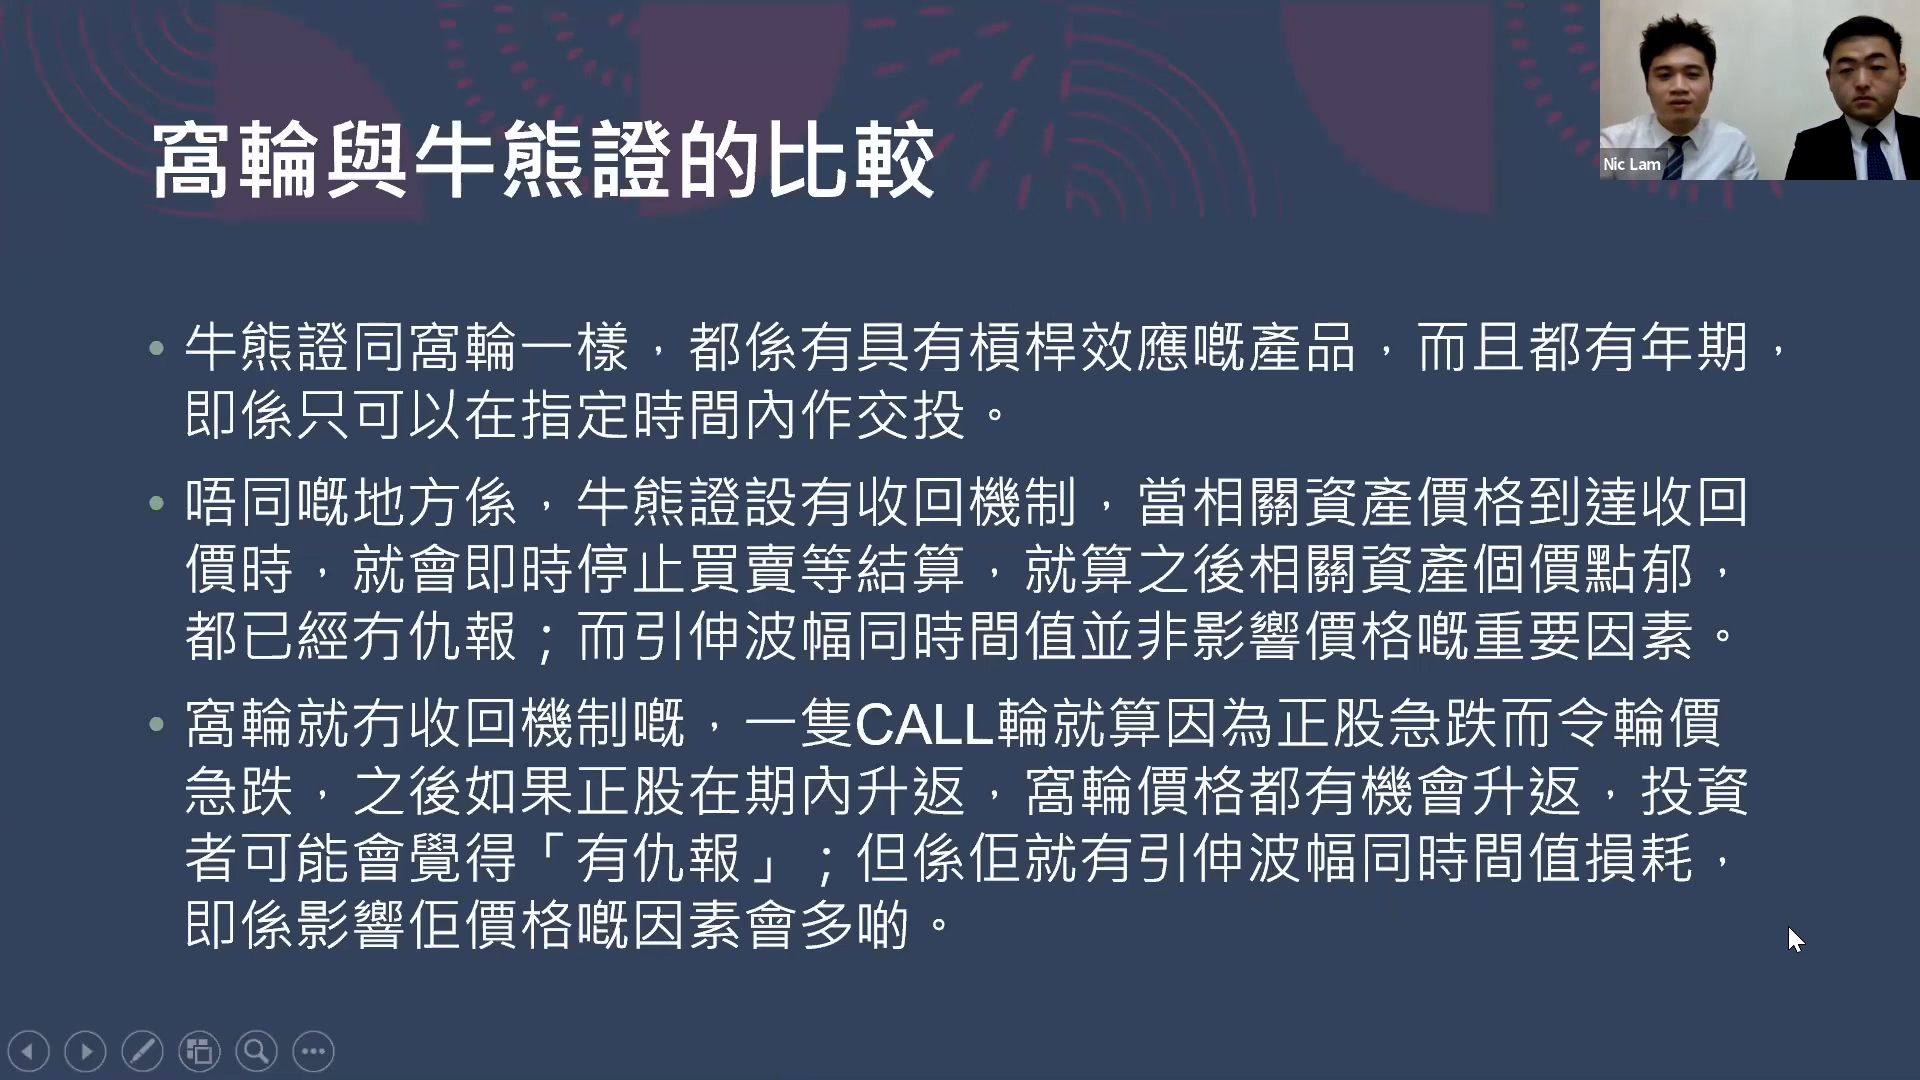 窩輪與牛熊證的比較
Nic Lam
牛熊證同窩輪一樣，都係有具有槓桿效應嘅產品，而且都有年期，
即係只可以在指定時間內作交投。
唔同嘅地方係，牛熊證設有收回機制，當相關資產價格到達收回
價時，就會即時停止買賣等結算，就算之後相關資產個價點郁，
都已經冇仇報；而引伸波幅同時間值並非影響價格嘅重要因素。
窩輪就冇收回機制嘅，一隻CALL輪就算因為正股急跌而令輪價
急跌，之後如果正股在期內升返，窩輪價格都有機會升返，投資
者可能會覺得「有仇報」；但係佢就有引伸波幅同時間值損耗，
即係影響佢價格嘅因素會多啲。